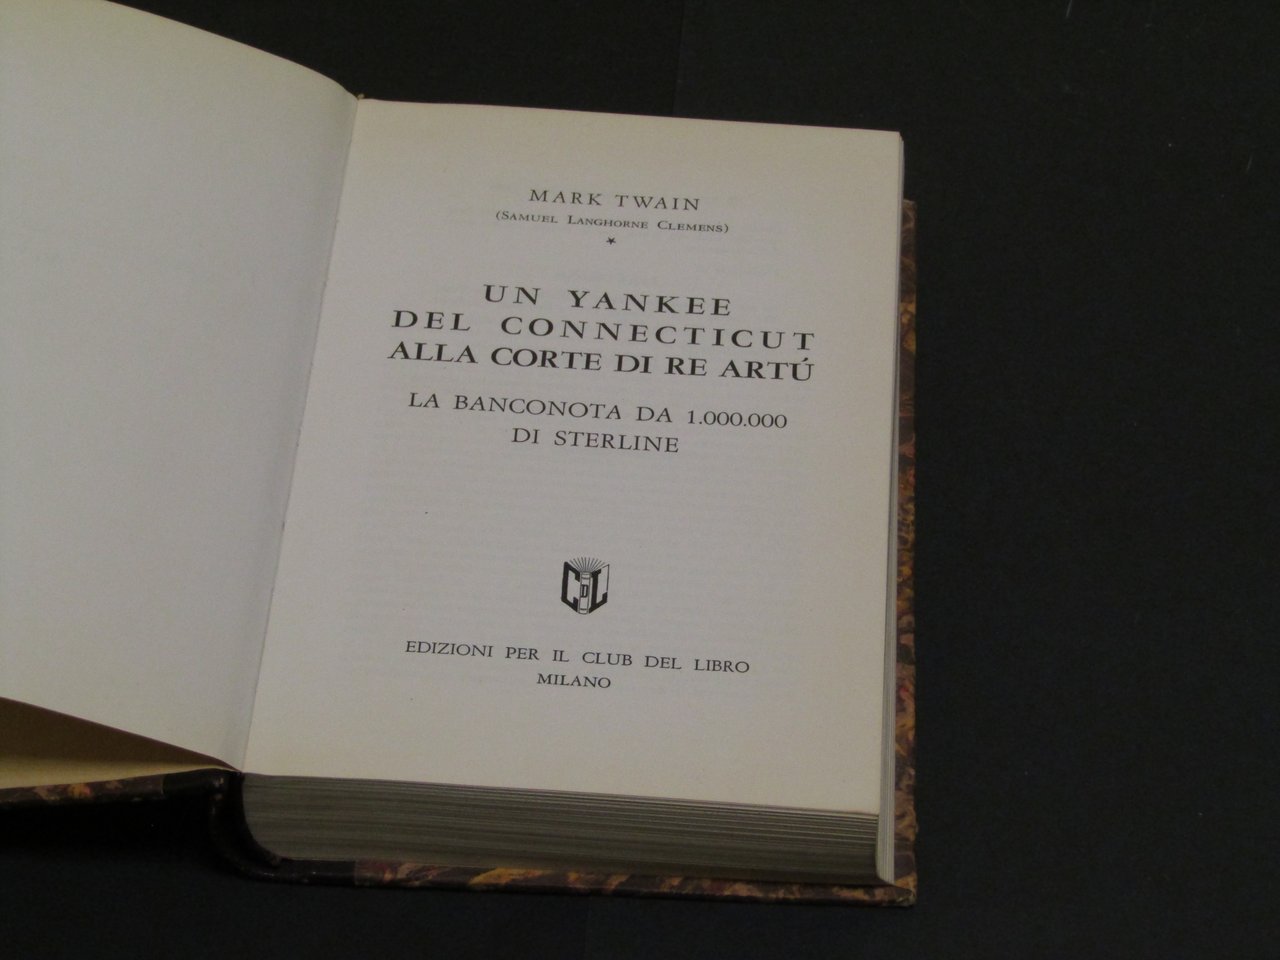 MARK TWAIN
(SAMUEL LANGHORNE CLEMENS)
UN YANKEE
DEL CONNECTICUT
ALLA CORTE DI RE ARTÚ
LA BANCONOTA DA 1.000.000
DI STERLINE
CDL
EDIZIONI PER IL CLUB DEL LIBRO
MILANO